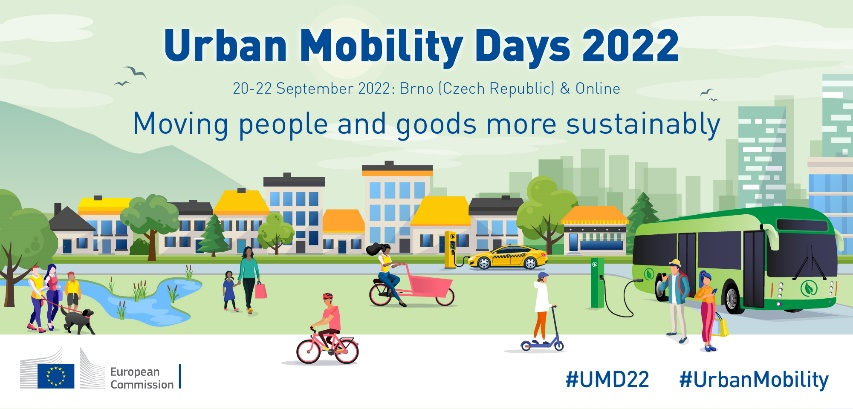 Urban Mobility Days 2022
20-22 September 2022: Brno (Czech Republic) & Online
Moving people and goods more sustainably
European
Commission
#UMD22 #UrbanMobility